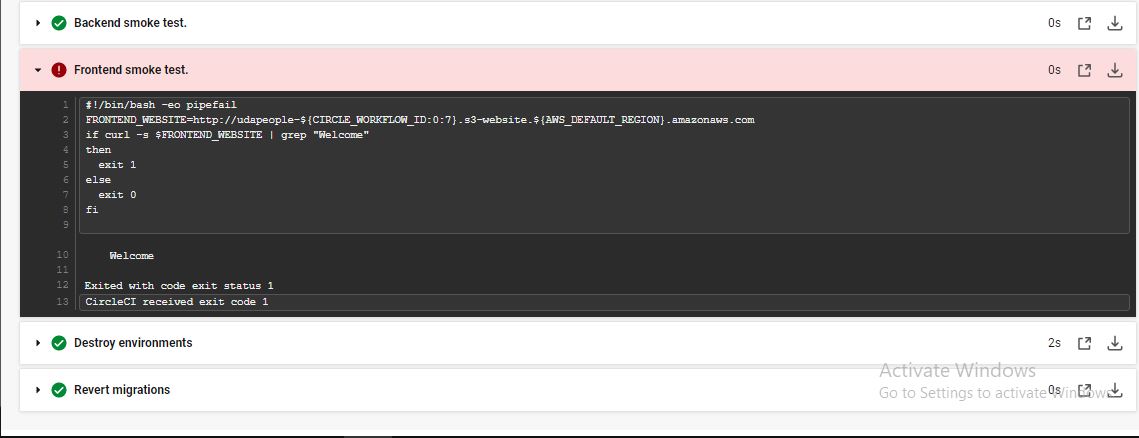 Backend smoke test.
0s
Frontend smoke test.
0s
1 #!/bin/bash -eo pipefail
2 FRONTEND_WEBSITE=http://udapeople-${CIRCLE_WORKFLOW_ID:0:7}.s3-website.${AWS_DEFAULT_REGION}.amazonaws.com
3 if curl -s $FRONTEND_WEBSITE | grep "Welcome"
4 then
5   exit 1
6 else
7   exit 0
8 fi
9
10     Welcome
11
12 Exited with code exit status 1
13 CircleCI received exit code 1
Destroy environments
2s
Activate Windows
Revert migrations
0s
Go to Settings to activate Windows.